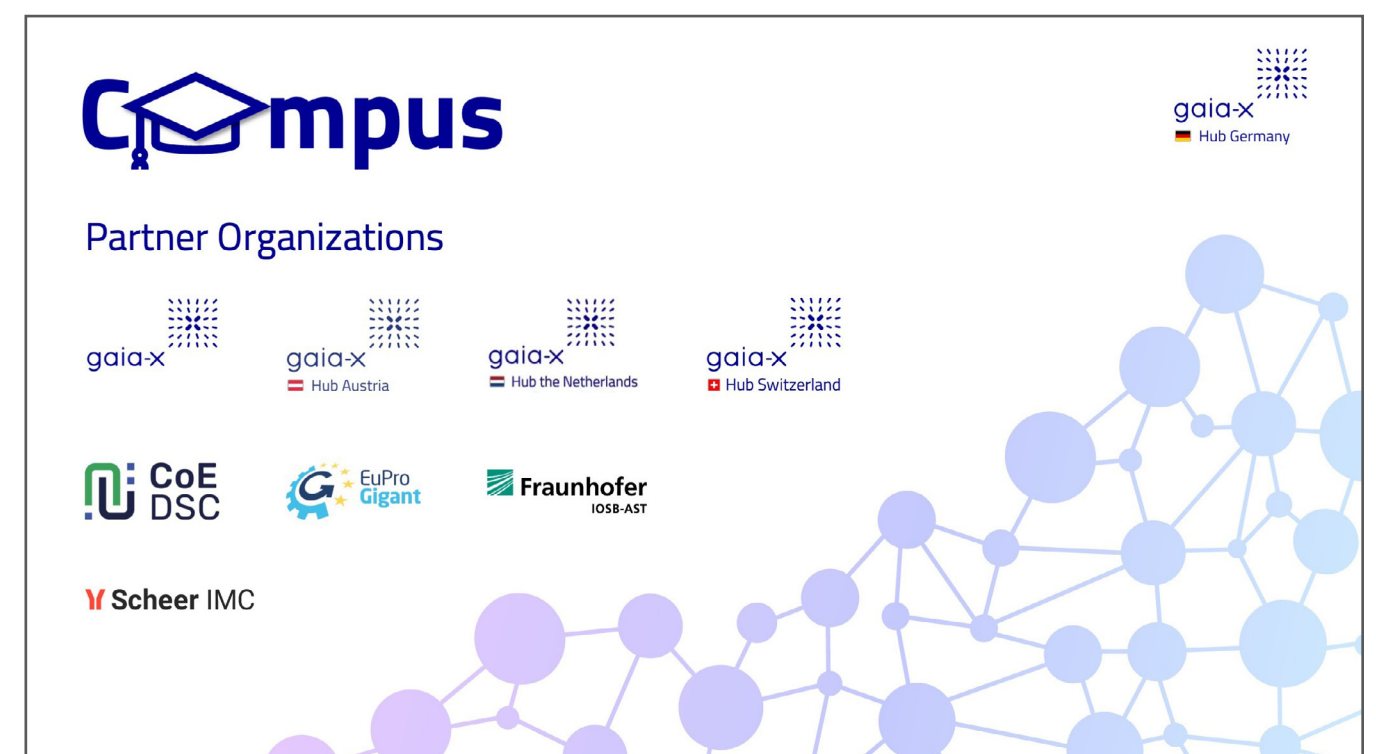 Campus
gaia-x
Hub Germany
Partner Organizations
gaia-x
gaia-x
Hub Austria
gaia-x
Hub the Netherlands
gaia-x
Hub Switzerland
CoE
DSC
EuPro
Gigant
Fraunhofer
IOSB-AST
Scheer IMC